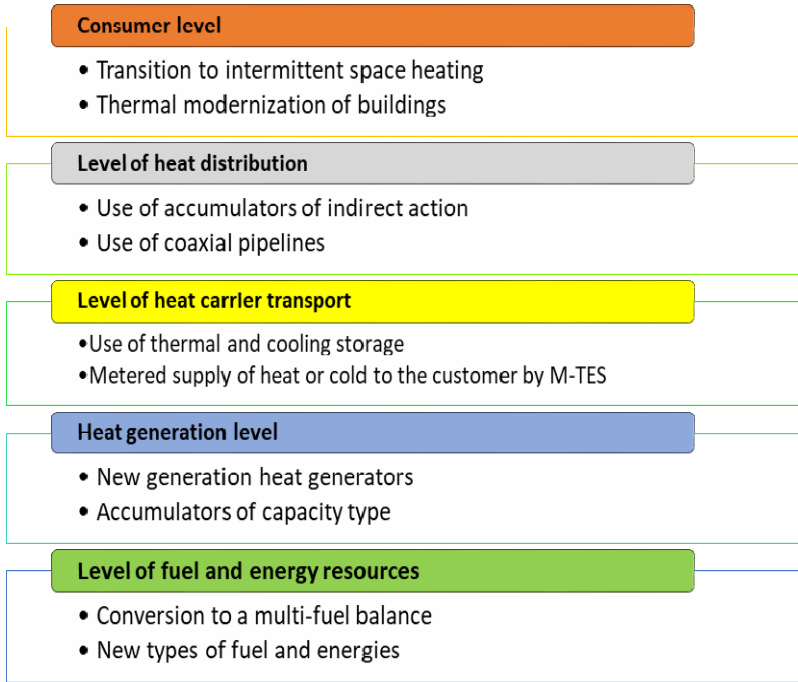 Consumer level
• Transition to intermittent space heating
• Thermal modernization of buildings
Level of heat distribution
• Use of accumulators of indirect action
• Use of coaxial pipelines
Level of heat carrier transport
•Use of thermal and cooling storage
•Metered supply of heat or cold to the customer by M-TES
Heat generation level
• New generation heat generators
• Accumulators of capacity type
Level of fuel and energy resources
• Conversion to a multi-fuel balance
• New types of fuel and energies